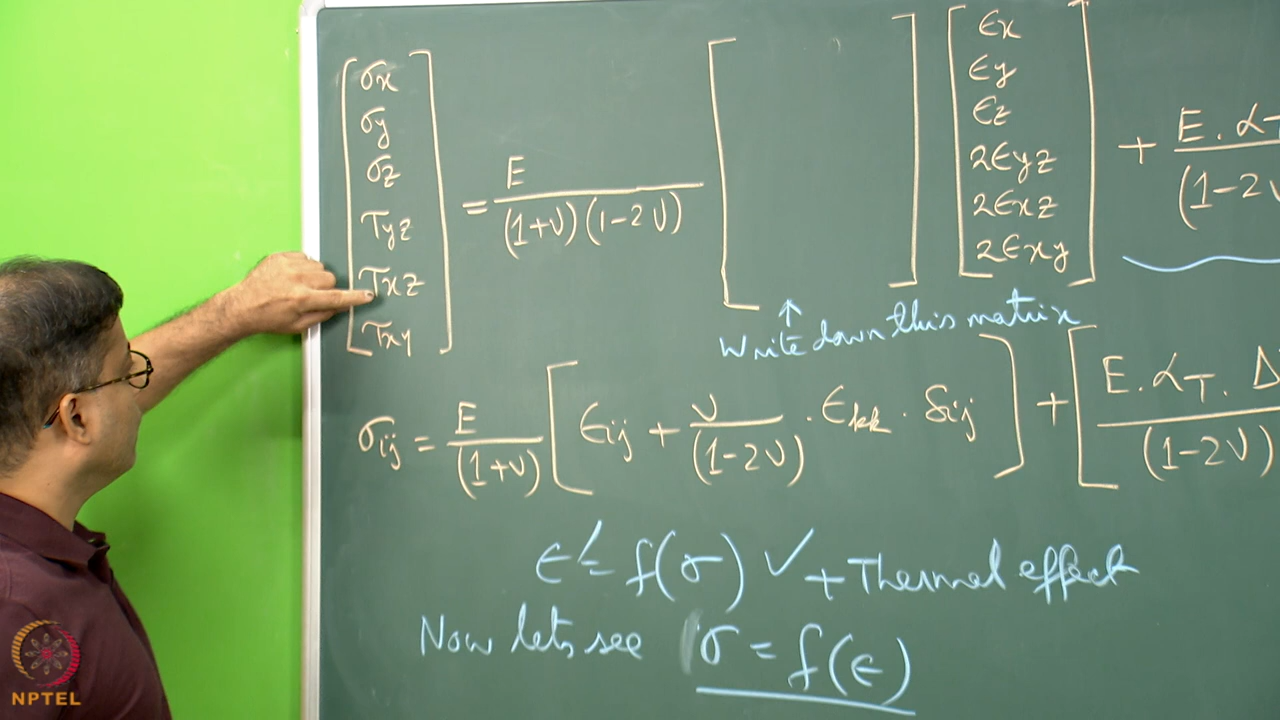 [σx σy σz τyz τxz τxy] = E / (1+ν)(1-2ν) [ ] [εx εy εz 2εyz 2εxz 2εxy] + E. αT / (1-2ν
↑
Write down this matrix
σij = E / (1+ν) [ εij + ν / (1-2ν) . εkk . δij ] + [ E. αT. Δ / (1-2ν)
ε = f(σ) ✓ + Thermal effect
Now lets see σ = f(ε)
NPTEL